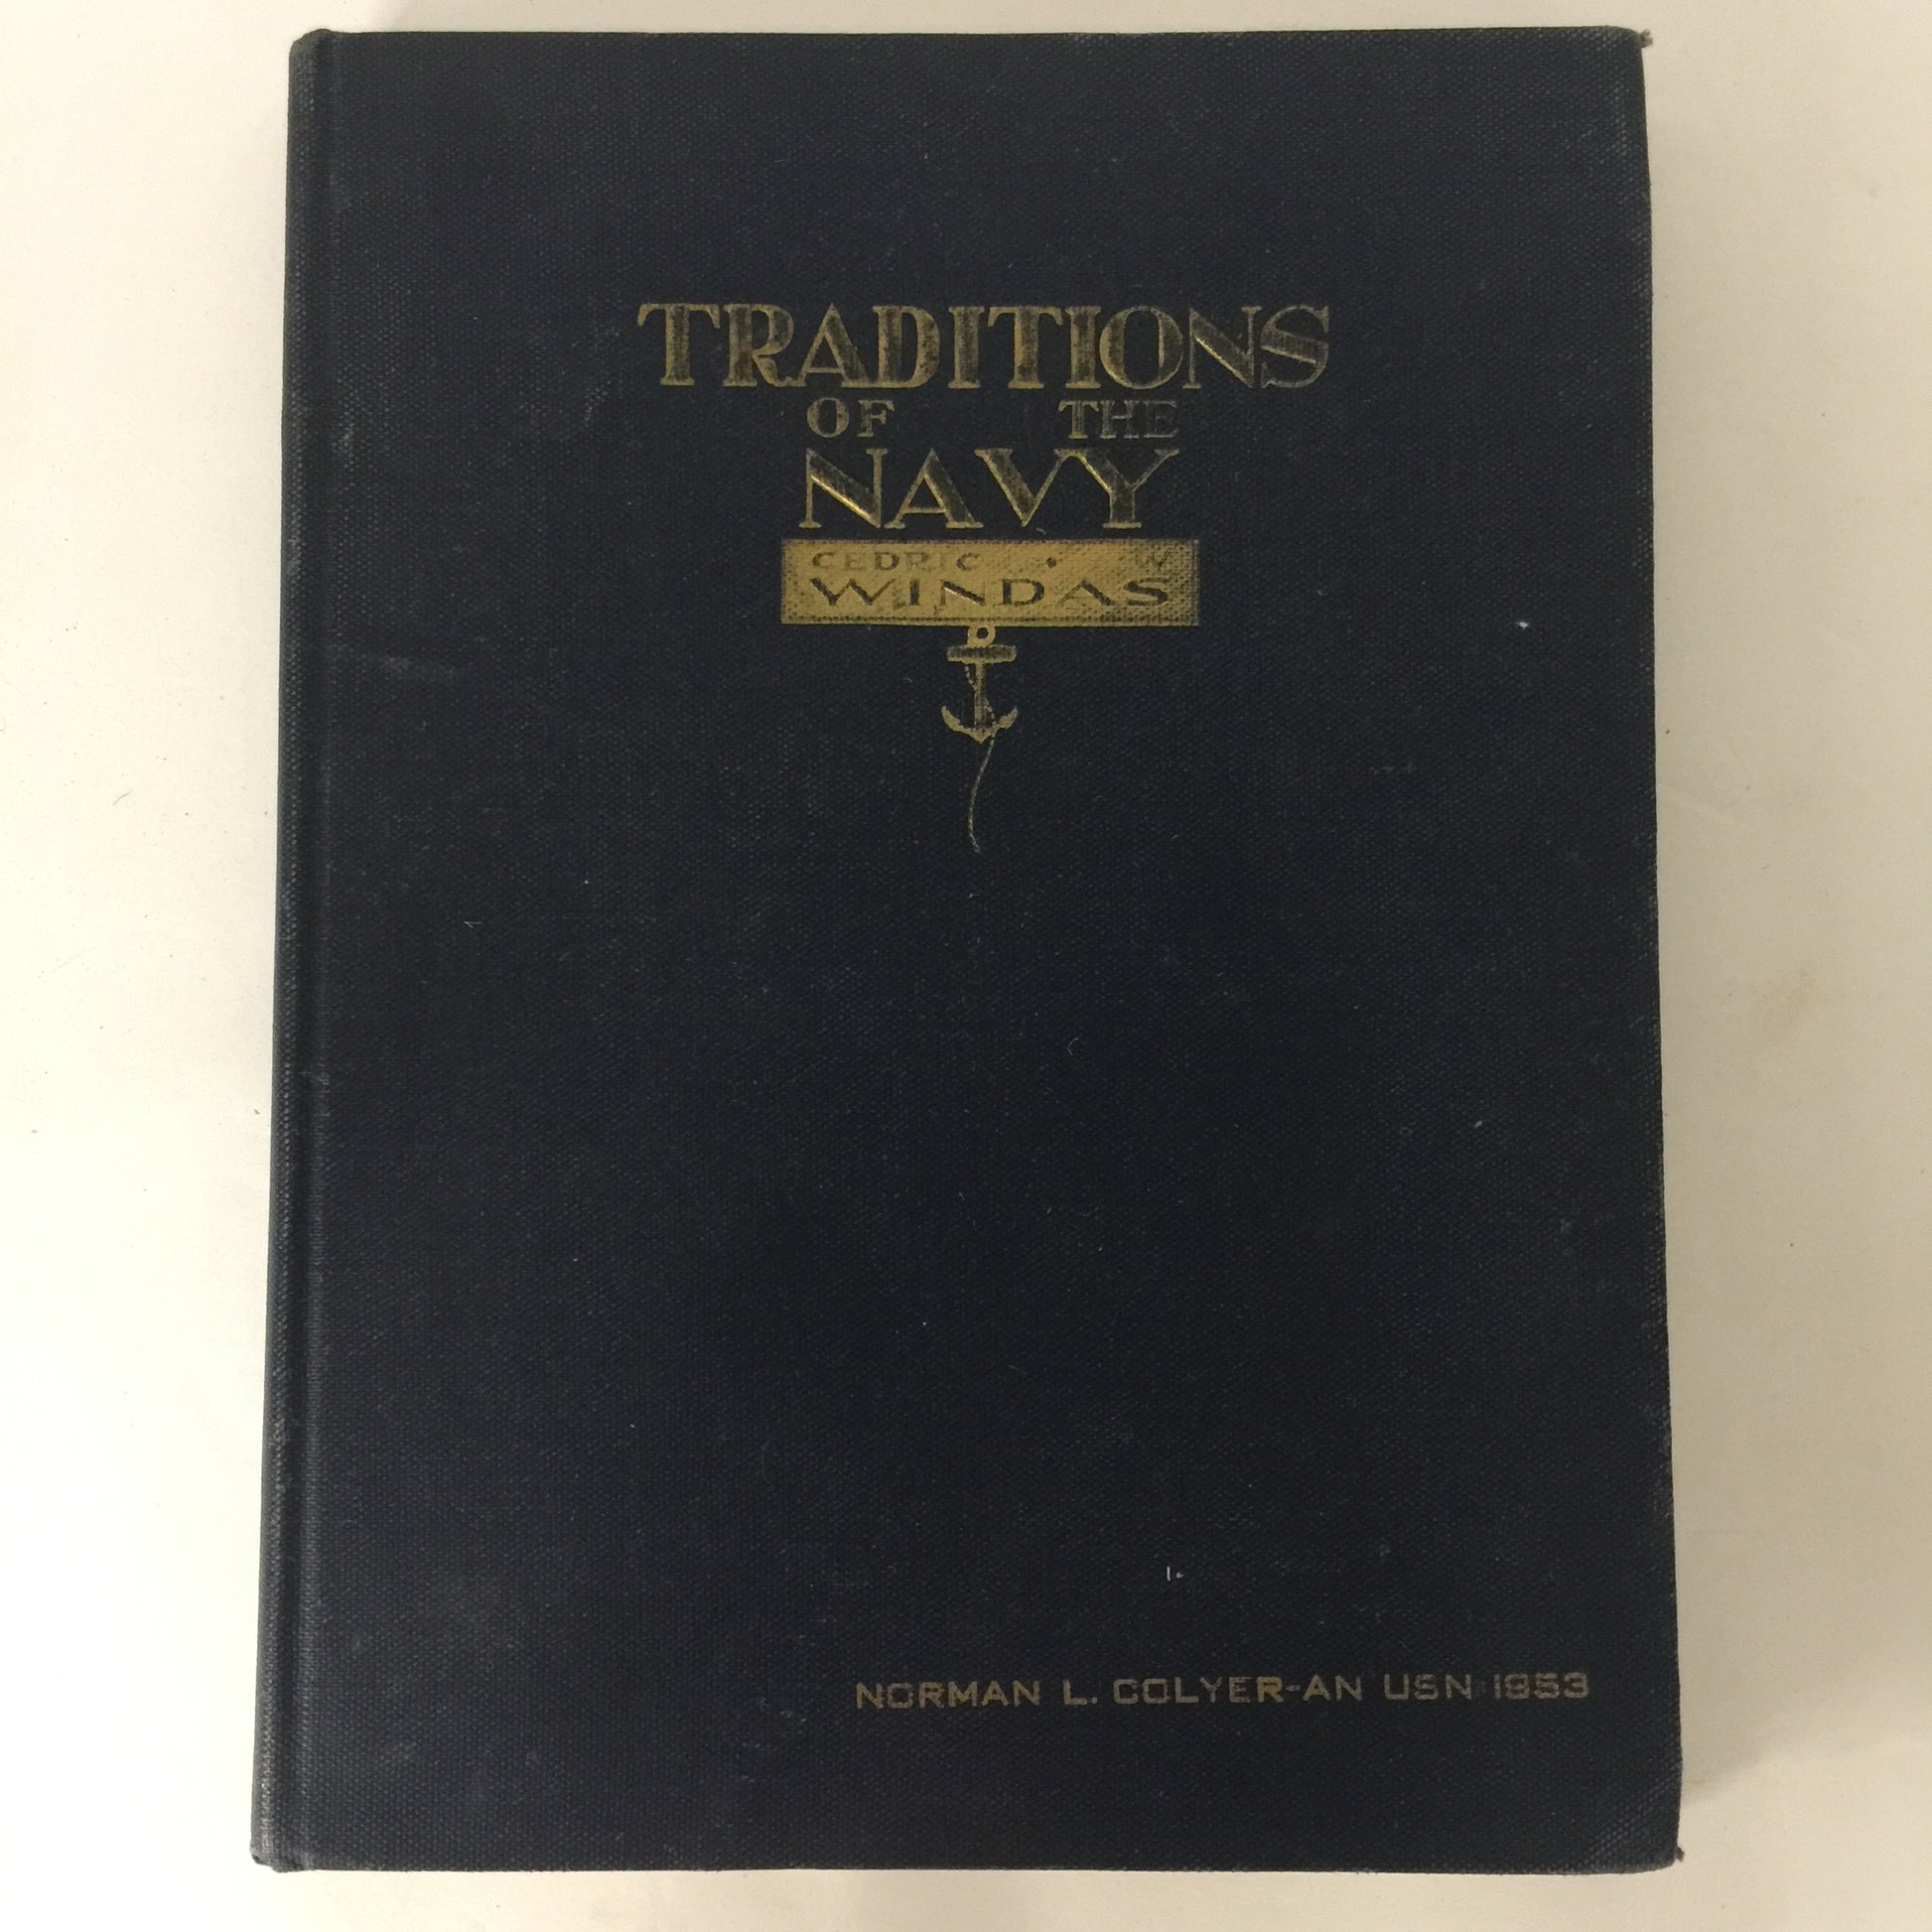 TRADITIONS
OF THE
NAVY
CEDRIC • W
WINDAS
NORMAN L. COLYER-AN USN 1953